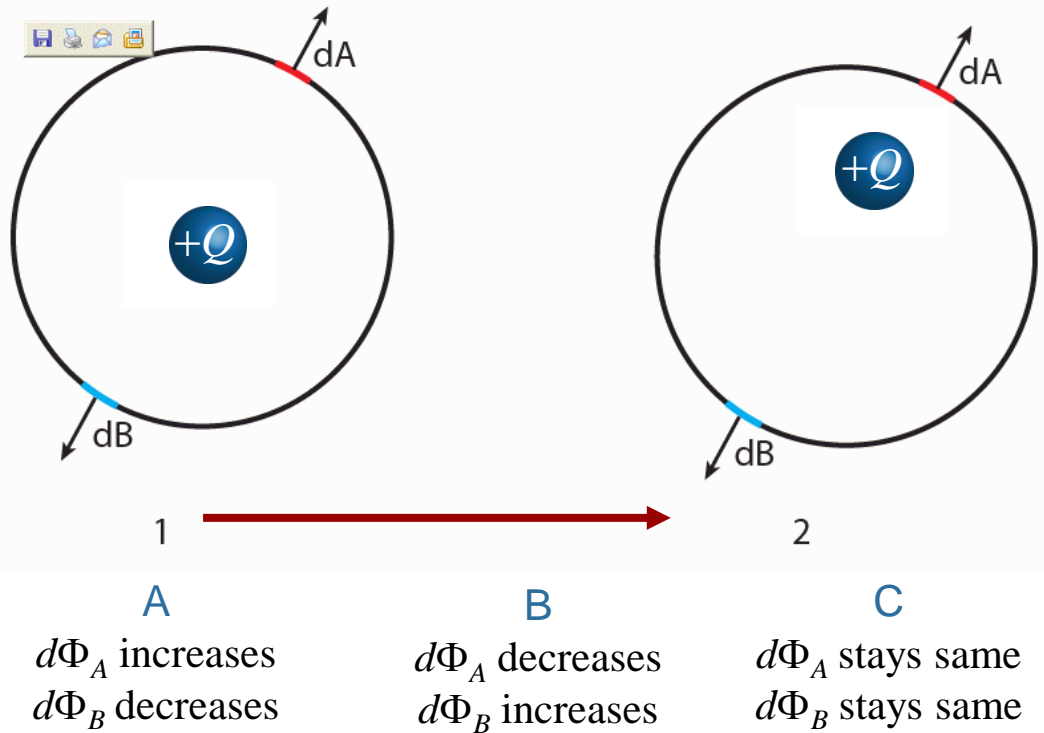 dA
dA
+Q
+Q
dB
dB
1
2
A
B
C
dΦ_A increases
dΦ_B decreases
dΦ_A decreases
dΦ_B increases
dΦ_A stays same
dΦ_B stays same